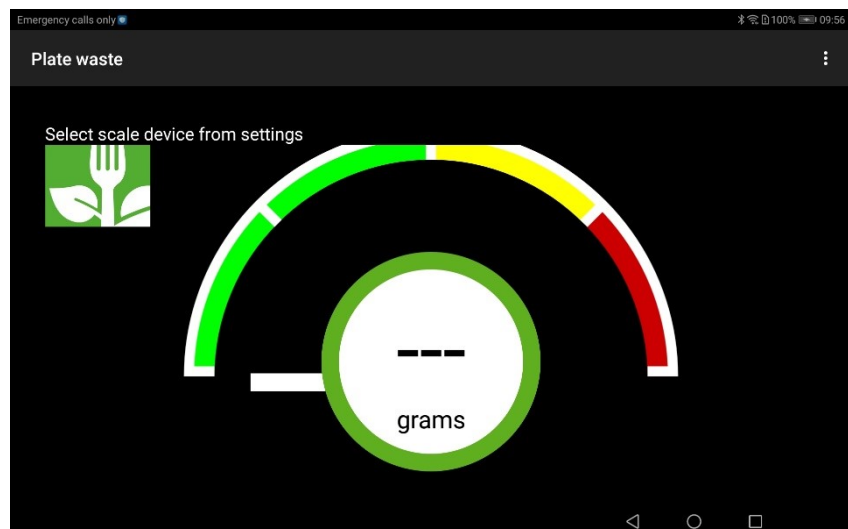 Emergency calls only
100% 09:56
Plate waste
Select scale device from settings
---
grams